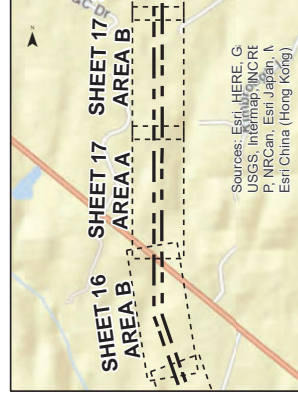 SHEET 16
AREA B
SHEET 17
AREA A
SHEET 17
AREA B
Dr
Sources: Esri, HERE, G
USGS, Intermap, INCRE
P, NRCan, Esri Japan, M
Esri China (Hong Kong)